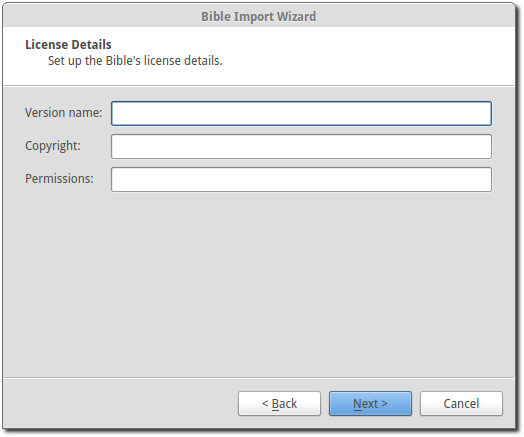 Bible Import Wizard
License Details
Set up the Bible's license details.
Version name:
Copyright:
Permissions:
< Back Next > Cancel